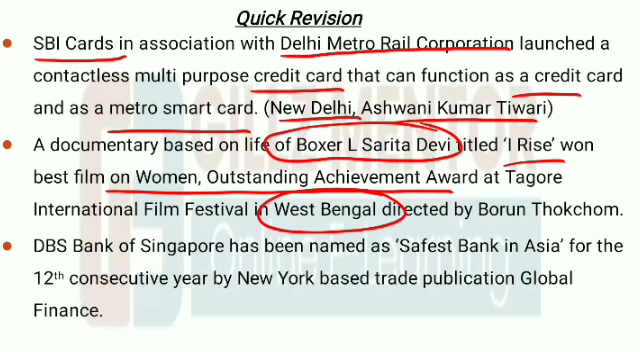 Quick Revision
• SBI Cards in association with Delhi Metro Rail Corporation launched a
contactless multi purpose credit card that can function as a credit card
and as a metro smart card. (New Delhi, Ashwani Kumar Tiwari)
• A documentary based on life of Boxer L Sarita Devi titled 'I Rise' won
best film on Women, Outstanding Achievement Award at Tagore
International Film Festival in West Bengal directed by Borun Thokchom.
• DBS Bank of Singapore has been named as 'Safest Bank in Asia' for the
12th consecutive year by New York based trade publication Global
Finance.